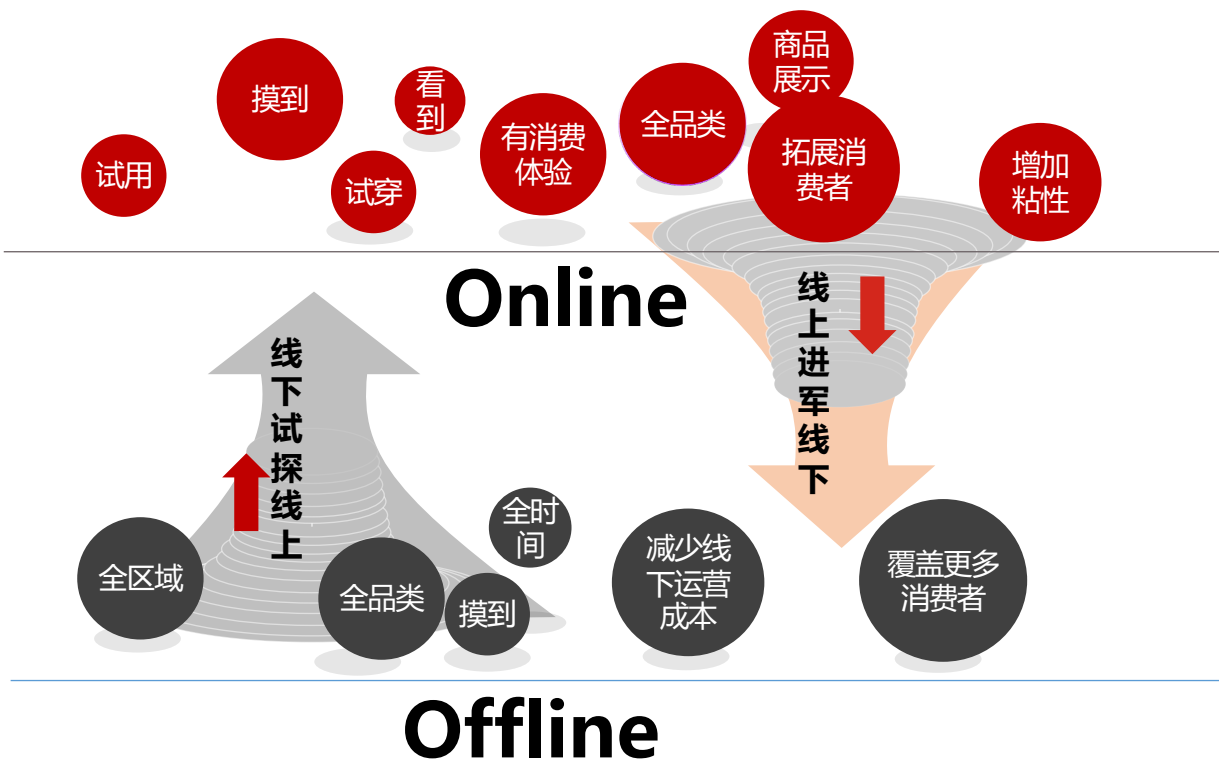 商品
展示
摸到
看
到
全品类
有消费
体验
拓展消
费者
试用
试穿
增加
粘性
Online
线
上
进
军
线
下
线
下
试
探
线
上
全时
间
全区域
全品类
摸到
减少线
下运营
成本
覆盖更多
消费者
Offline